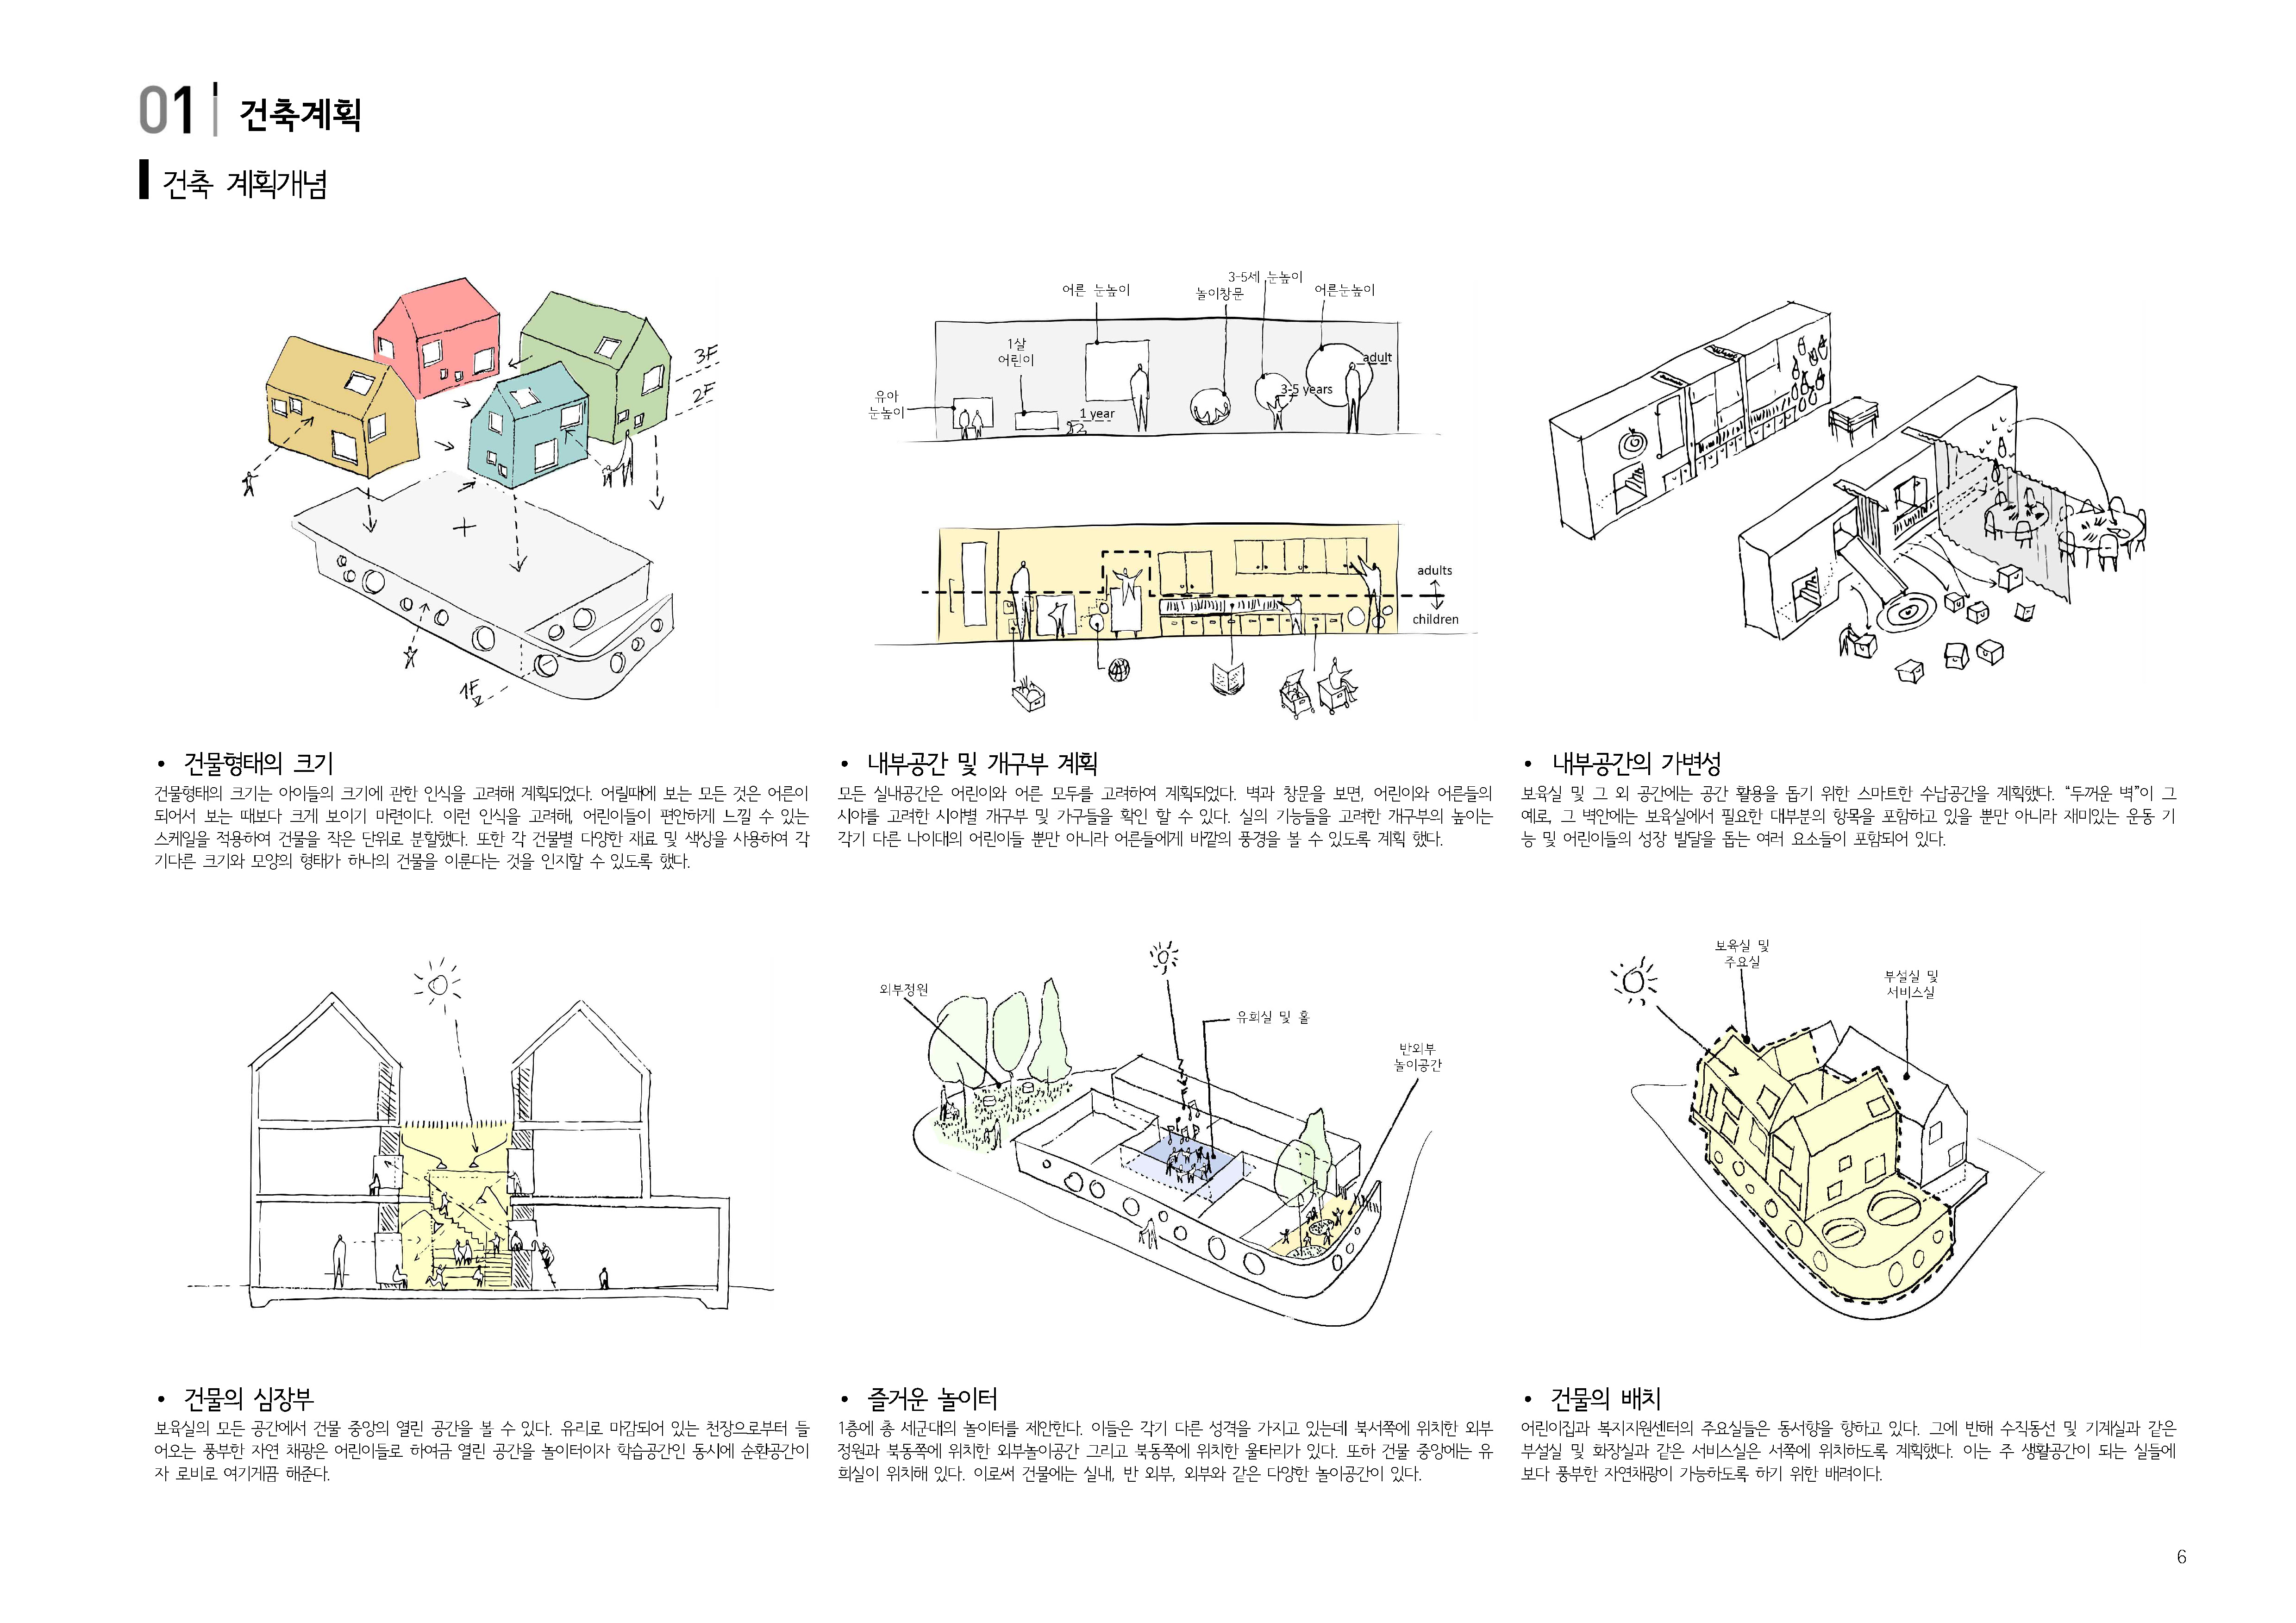 01
건축계획
건축 계획개념
3F
2F
1F
어른 눈높이
놀이창문
3-5세 눈높이
어른눈높이
1살
어린이
유아
눈높이
1 year
3-5 years
adult
adults
children
• 건물형태의 크기
건물형태의 크기는 아이들의 크기에 관한 인식을 고려해 계획되었다. 어릴때에 보는 모든 것은 어른이
되어서 보는 때보다 크게 보이기 마련이다. 이런 인식을 고려해, 어린이들이 편안하게 느낄 수 있는
스케일을 적용하여 건물을 작은 단위로 분할했다. 또한 각 건물별 다양한 재료 및 색상을 사용하여 각
기다른 크기와 모양의 형태가 하나의 건물을 이룬다는 것을 인지할 수 있도록 했다.
• 내부공간 및 개구부 계획
모든 실내공간은 어린이와 어른 모두를 고려하여 계획되었다. 벽과 창문을 보면, 어린이와 어른들의
시야를 고려한 시야별 개구부 및 가구들을 확인 할 수 있다. 실의 기능들을 고려한 개구부의 높이는
각기 다른 나이대의 어린이들 뿐만 아니라 어른들에게 바깥의 풍경을 볼 수 있도록 계획 했다.
• 내부공간의 가변성
보육실 및 그 외 공간에는 공간 활용을 돕기 위한 스마트한 수납공간을 계획했다. “두꺼운 벽”이 그
예로, 그 벽안에는 보육실에서 필요한 대부분의 항목을 포함하고 있을 뿐만 아니라 재미있는 운동 기
능 및 어린이들의 성장 발달을 돕는 여러 요소들이 포함되어 있다.
외부정원
유희실 및 홀
반외부
놀이공간
보육실 및
주요실
부설실 및
서비스실
• 건물의 심장부
보육실의 모든 공간에서 건물 중앙의 열린 공간을 볼 수 있다. 유리로 마감되어 있는 천장으로부터 들
어오는 풍부한 자연 채광은 어린이들로 하여금 열린 공간을 놀이터이자 학습공간인 동시에 순환공간이
자 로비로 여기게끔 해준다.
• 즐거운 놀이터
1층에 총 세군대의 놀이터를 제안한다. 이들은 각기 다른 성격을 가지고 있는데 북서쪽에 위치한 외부
정원과 북동쪽에 위치한 외부놀이공간 그리고 북동쪽에 위치한 울타리가 있다. 또하 건물 중앙에는 유
희실이 위치해 있다. 이로써 건물에는 실내, 반 외부, 외부와 같은 다양한 놀이공간이 있다.
• 건물의 배치
어린이집과 복지지원센터의 주요실들은 동서향을 향하고 있다. 그에 반해 수직동선 및 기계실과 같은
부설실 및 화장실과 같은 서비스실은 서쪽에 위치하도록 계획했다. 이는 주 생활공간이 되는 실들에
보다 풍부한 자연채광이 가능하도록 하기 위한 배려이다.
6